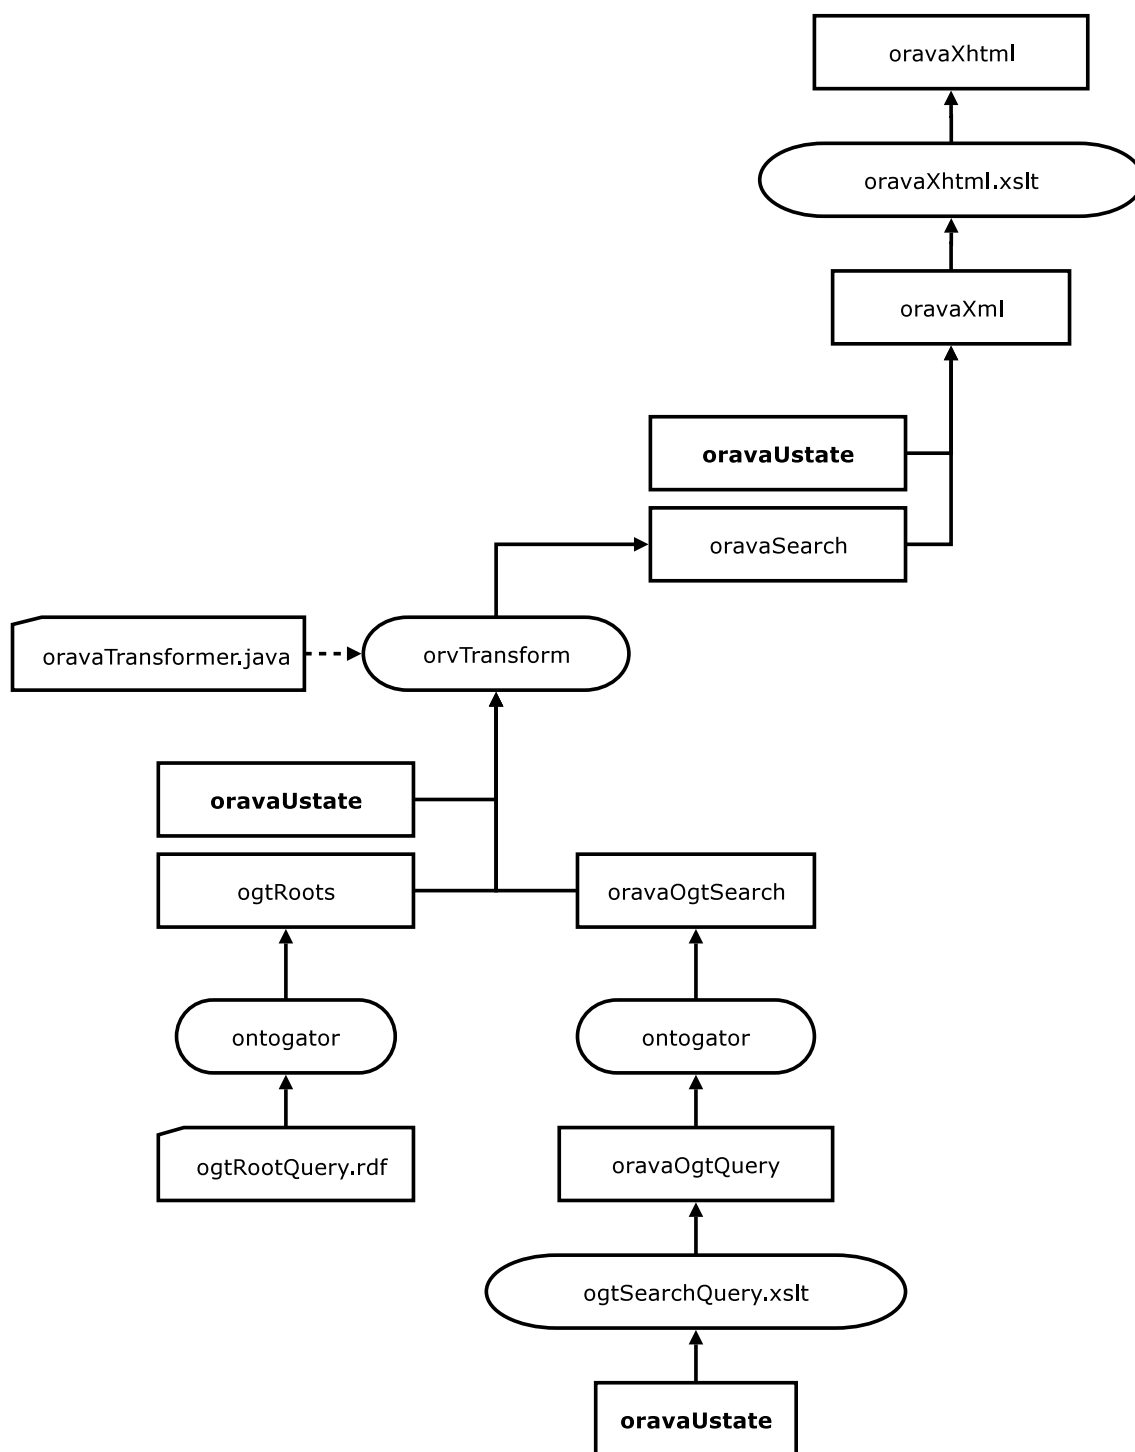 oravaXhtml
oravaXhtml.xslt
oravaXml
oravaUstate
oravaSearch
oravaTransformer.java
orvTransform
oravaUstate
ogtRoots
oravaOgtSearch
ontogator
ontogator
ogtRootQuery.rdf
oravaOgtQuery
ogtSearchQuery.xslt
oravaUstate